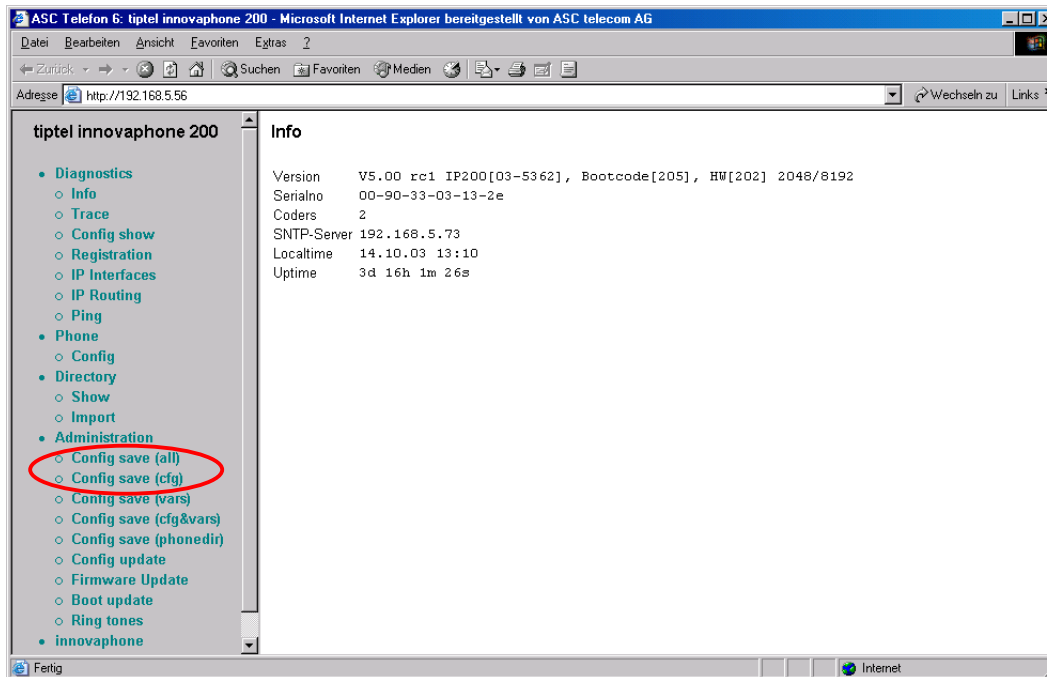 ASC Telefon 6: tiptel innovaphone 200 - Microsoft Internet Explorer bereitgestellt von ASC telecom AG
Datei Bearbeiten Ansicht Favoriten Extras ?
Zurück Suchen Favoriten Medien
Adresse http://192.168.5.56 Wechseln zu Links
tiptel innovaphone 200
Diagnostics
Info
Trace
Config show
Registration
IP Interfaces
IP Routing
Ping
Phone
Config
Directory
Show
Import
Administration
Config save (all)
Config save (cfg)
Config save (vars)
Config save (cfg&vars)
Config save (phonedir)
Config update
Firmware Update
Boot update
Ring tones
innovaphone
Info
Version V5.00 rc1 IP200[03-5362], Bootcode[205], HW[202] 2048/8192
Serialno 00-90-33-03-13-2e
Coders 2
SNTP-Server 192.168.5.73
Localtime 14.10.03 13:10
Uptime 3d 16h 1m 26s
Fertig Internet